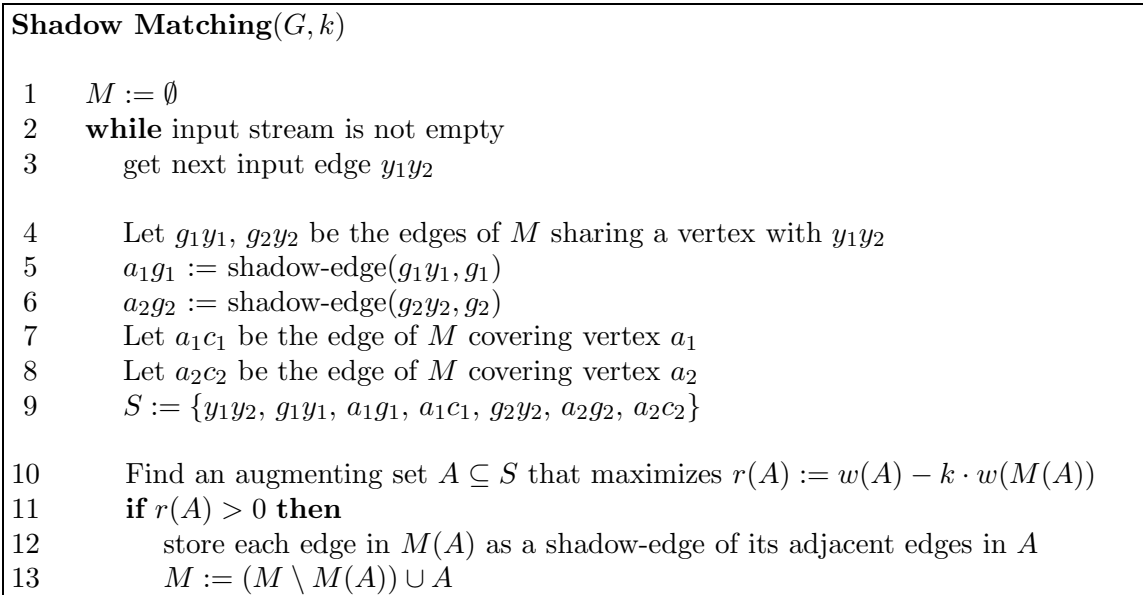 Shadow Matching(G, k)
1 M := ∅
2 while input stream is not empty
3 get next input edge y₁y₂
4 Let g₁y₁, g₂y₂ be the edges of M sharing a vertex with y₁y₂
5 a₁g₁ := shadow-edge(g₁y₁, g₁)
6 a₂g₂ := shadow-edge(g₂y₂, g₂)
7 Let a₁c₁ be the edge of M covering vertex a₁
8 Let a₂c₂ be the edge of M covering vertex a₂
9 S := {y₁y₂, g₁y₁, a₁g₁, a₁c₁, g₂y₂, a₂g₂, a₂c₂}
10 Find an augmenting set A ⊆ S that maximizes r(A) := w(A) − k · w(M(A))
11 if r(A) > 0 then
12 store each edge in M(A) as a shadow-edge of its adjacent edges in A
13 M := (M \ M(A)) ∪ A